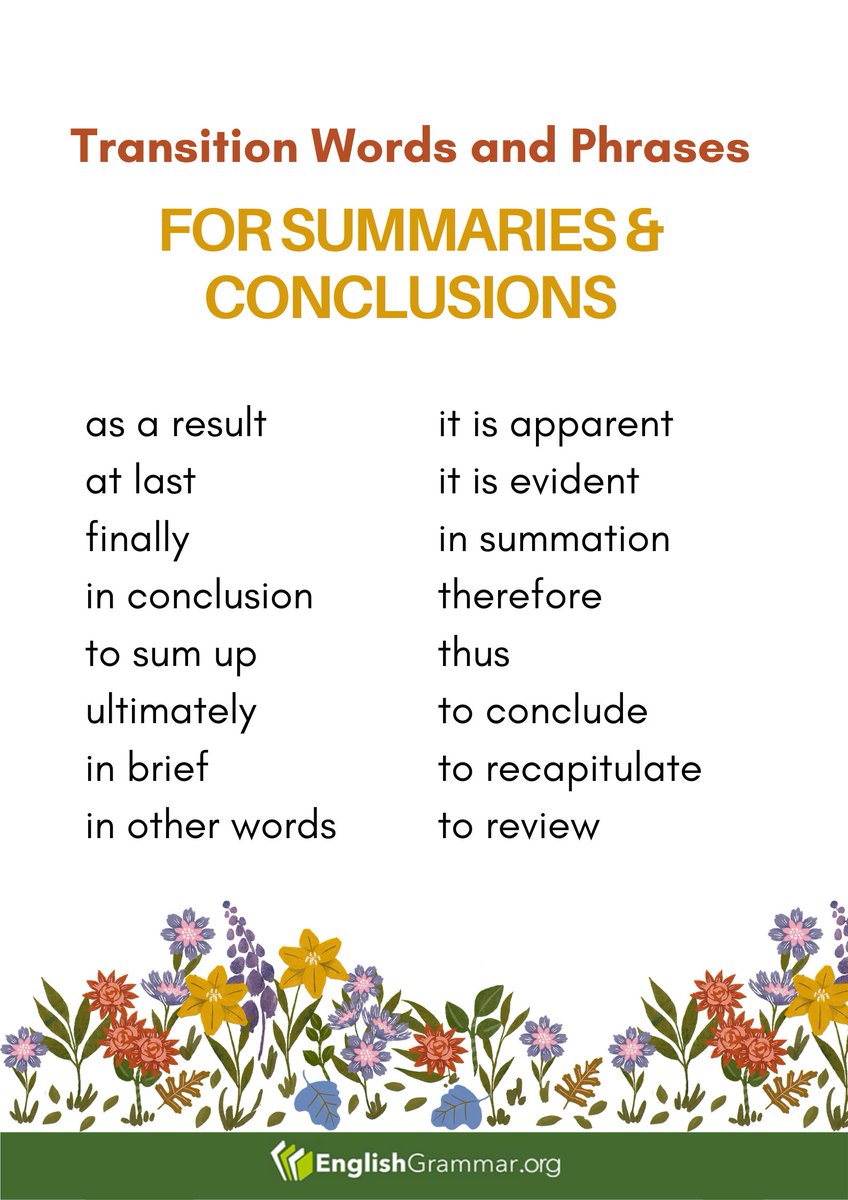 Transition Words and Phrases
FOR SUMMARIES &
CONCLUSIONS
as a result
at last
finally
in conclusion
to sum up
ultimately
in brief
in other words
it is apparent
it is evident
in summation
therefore
thus
to conclude
to recapitulate
to review
EnglishGrammar.org